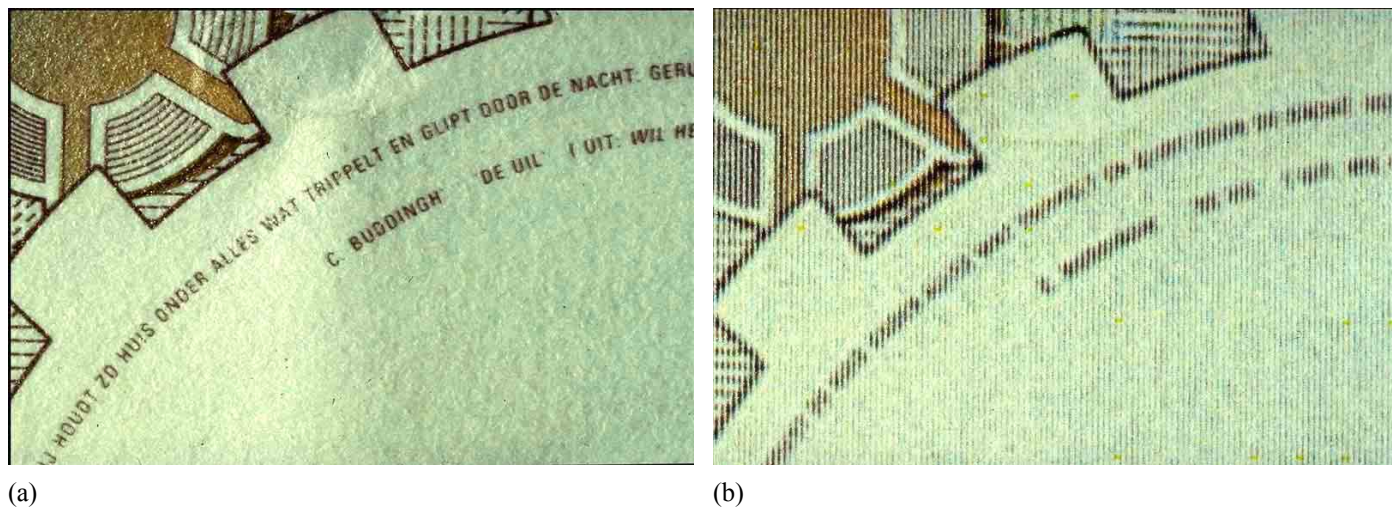 IJ HOUDT ZO HUIS ONDER ALLES WAT TRIPPELT EN GLIPT DOOR DE NACHT: GERU
C. BUDDINGH' 'DE UIL' (UIT: WIL HE
(a)
(b)